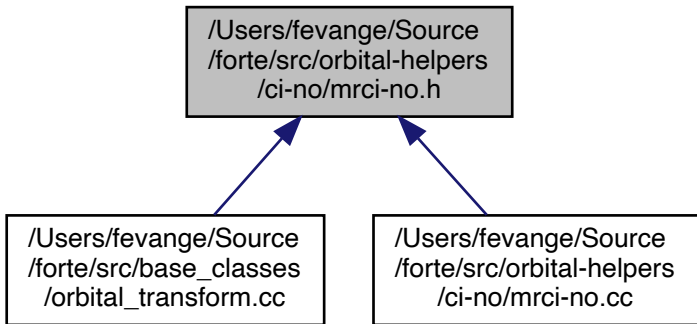 /Users/fevange/Source
/forte/src/orbital-helpers
/ci-no/mrci-no.h
/Users/fevange/Source
/forte/src/base_classes
/orbital_transform.cc
/Users/fevange/Source
/forte/src/orbital-helpers
/ci-no/mrci-no.cc